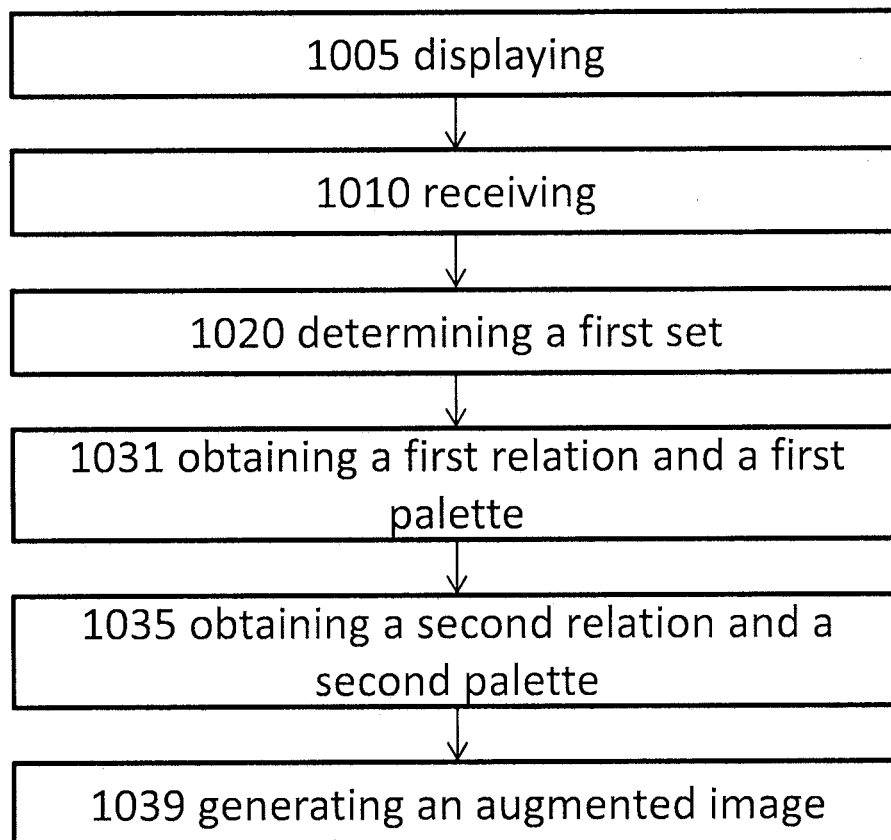 1005 displaying
1010 receiving
1020 determining a first set
1031 obtaining a first relation and a first
palette
1035 obtaining a second relation and a
second palette
1039 generating an augmented image